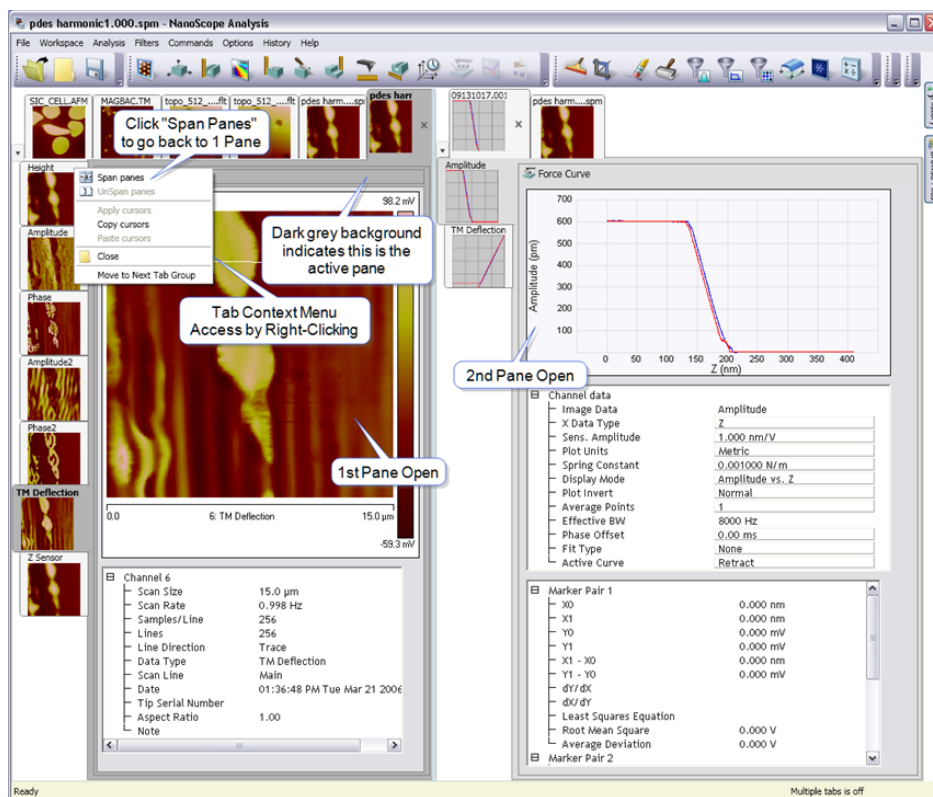 pdes harmonic1.000.spm - NanoScope Analysis
File Workspace Analysis Filters Commands Options History Help
SIC_CELL.AFM MAGBAC.TM topo_512_....flt topo_512_....flt pdes harm....spm pdes harr
09131017.001 pdes harm....spm
Click "Span Panes"
to go back to 1 Pane
Height
Span panes
UnSpan panes
Apply cursors
Copy cursors
Paste cursors
Close
Move to Next Tab Group
98.2 mV
Dark grey background
indicates this is the
active pane
Tab Context Menu
Access by Right-Clicking
Amplitude
Phase
Amplitude2
Phase2
TM Deflection
Z Sensor
1st Pane Open
0.0 6: TM Deflection 15.0 µm
-59.3 mV
Channel 6
Scan Size 15.0 µm
Scan Rate 0.998 Hz
Samples/Line 256
Lines 256
Line Direction Trace
Data Type TM Deflection
Scan Line Main
Date 01:36:48 PM Tue Mar 21 2006
Tip Serial Number
Aspect Ratio 1.00
Note
Amplitude
TM Deflection
Force Curve
700
600
500
400
300
200
100
Amplitude (pm)
0 50 100 150 200 250 300 350 400
Z (nm)
2nd Pane Open
Channel data
Image Data Amplitude
X Data Type Z
Sens. Amplitude 1.000 nm/V
Plot Units Metric
Spring Constant 0.001000 N/m
Display Mode Amplitude vs. Z
Plot Invert Normal
Average Points 1
Effective BW 8000 Hz
Phase Offset 0.00 ms
Fit Type None
Active Curve Retract
Marker Pair 1
X0 0.000 nm
X1 0.000 nm
Y0 0.000 mV
Y1 0.000 mV
X1 - X0 0.000 nm
Y1 - Y0 0.000 mV
dY/dX
dX/dY
Least Squares Equation
Root Mean Square 0.000 V
Average Deviation 0.000 V
Marker Pair 2
Ready Multiple tabs is off